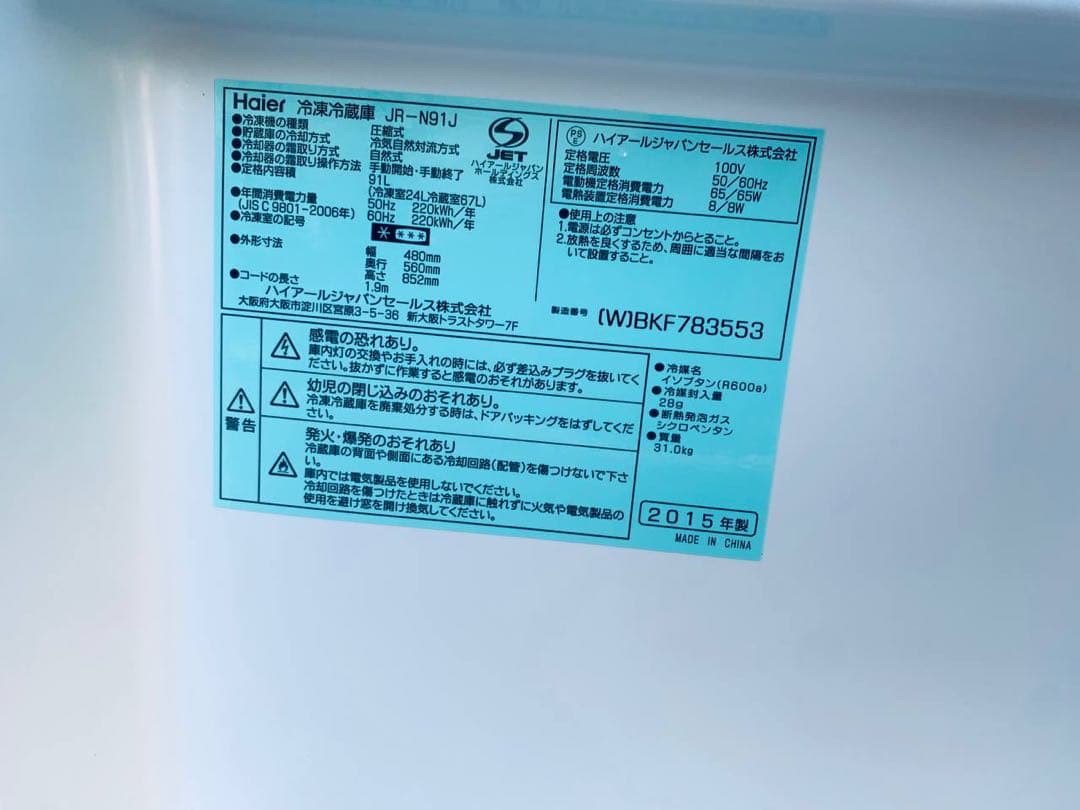 Haier 冷凍冷蔵庫 JR-N91J
●冷凍機の種類 圧縮式
●貯蔵庫の冷却方式 冷気自然対流方式
●冷却器の霜取り方式 自然式
●冷却器の霜取り操作方法 手動開始・手動終了
●定格内容積 91L
(冷凍室24L冷蔵室67L)
●年間消費電力量 50Hz 220kWh/年
(JIS C 9801-2006年) 60Hz 220kWh/年
●冷凍室の記号 * ***
●外形寸法 幅 480mm
奥行 560mm
高さ 852mm
●コードの長さ 1.9m
ハイアールジャパンセールス株式会社
大阪府大阪市淀川区宮原3-5-36 新大阪トラストタワー7F
S
JET
ハイアールジャパン
ホールディングス
株式会社
PS
E
ハイアールジャパンセールス株式会社
定格電圧 100V
定格周波数 50/60Hz
電動機定格消費電力 65/65W
電熱装置定格消費電力 8/8W
●使用上の注意
1.電源は必ずコンセントからとること。
2.放熱を良くするため、周囲に適当な間隔をお
いて設置すること。
製造番号 (W)BKF783553
警告
感電の恐れあり。
庫内灯の交換やお手入れの時には、必ず差込みプラグを抜いてく
ださい。抜かずに作業すると感電のおそれがあります。
幼児の閉じ込みのおそれあり。
冷凍冷蔵庫を廃棄処分する時は、ドアパッキングをはずしてくだ
さい。
発火・爆発のおそれあり
冷蔵庫の背面や側面にある冷却回路(配管)を傷つけないで下さ
い。
庫内では電気製品を使用しないでください。
冷却回路を傷つけたときは冷蔵庫に触れずに火気や電気製品の
使用を避け窓を開け換気してください。
●冷媒名
イソブタン(R600a)
●冷媒封入量
28g
●断熱発泡ガス
シクロペンタン
●質量
31.0kg
2015年製
MADE IN CHINA